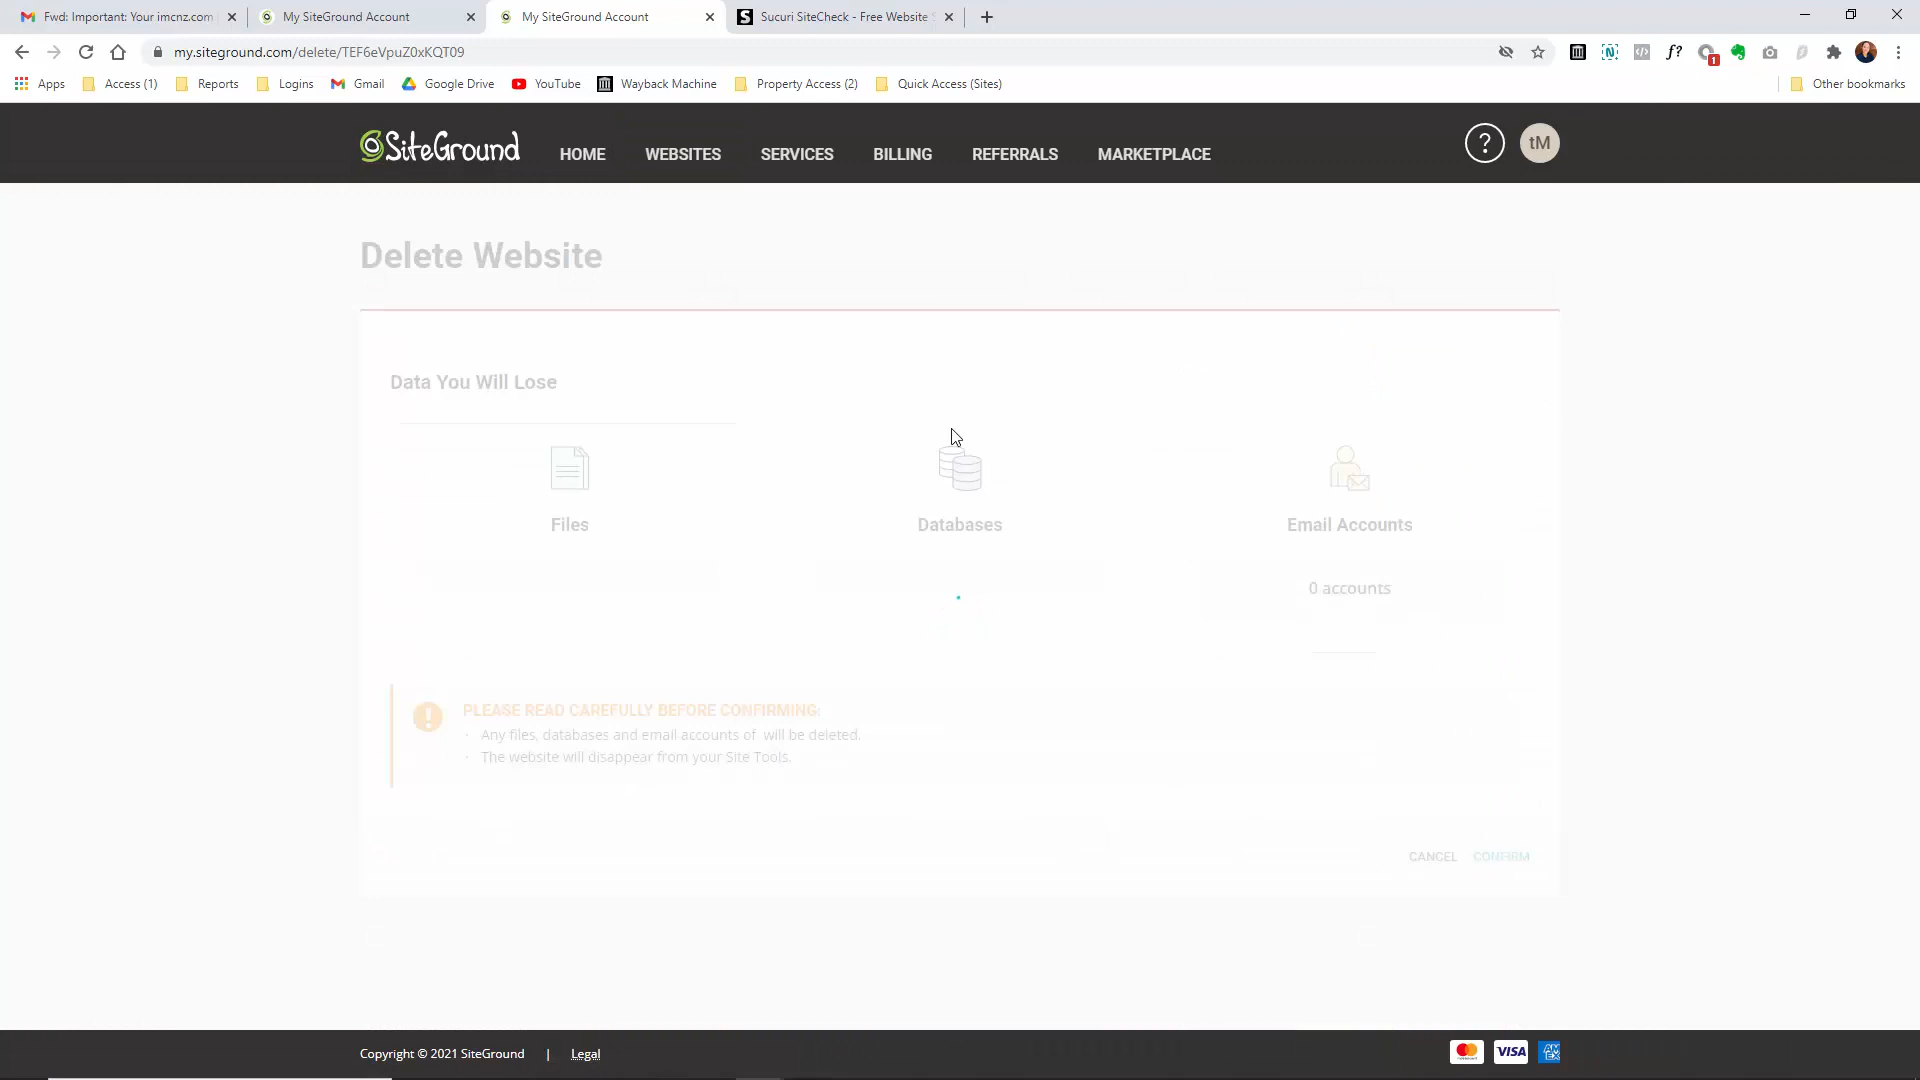 Fwd: Important: Your imcnz.com
My SiteGround Account
My SiteGround Account
Sucuri SiteCheck - Free Website S
my.siteground.com/delete/TEF6eVpuZ0xKQT09
f?
1
Apps
Access (1)
Reports
Logins
Gmail
Google Drive
YouTube
Wayback Machine
Property Access (2)
Quick Access (Sites)
Other bookmarks
SiteGround
HOME
WEBSITES
SERVICES
BILLING
REFERRALS
MARKETPLACE
?
tM
Delete Website
Data You Will Lose
Files
Databases
Email Accounts
0 accounts
PLEASE READ CAREFULLY BEFORE CONFIRMING:
· Any files, databases and email accounts of will be deleted.
· The website will disappear from your Site Tools.
CANCEL
CONFIRM
Copyright © 2021 SiteGround
|
Legal
VISA
AMEX